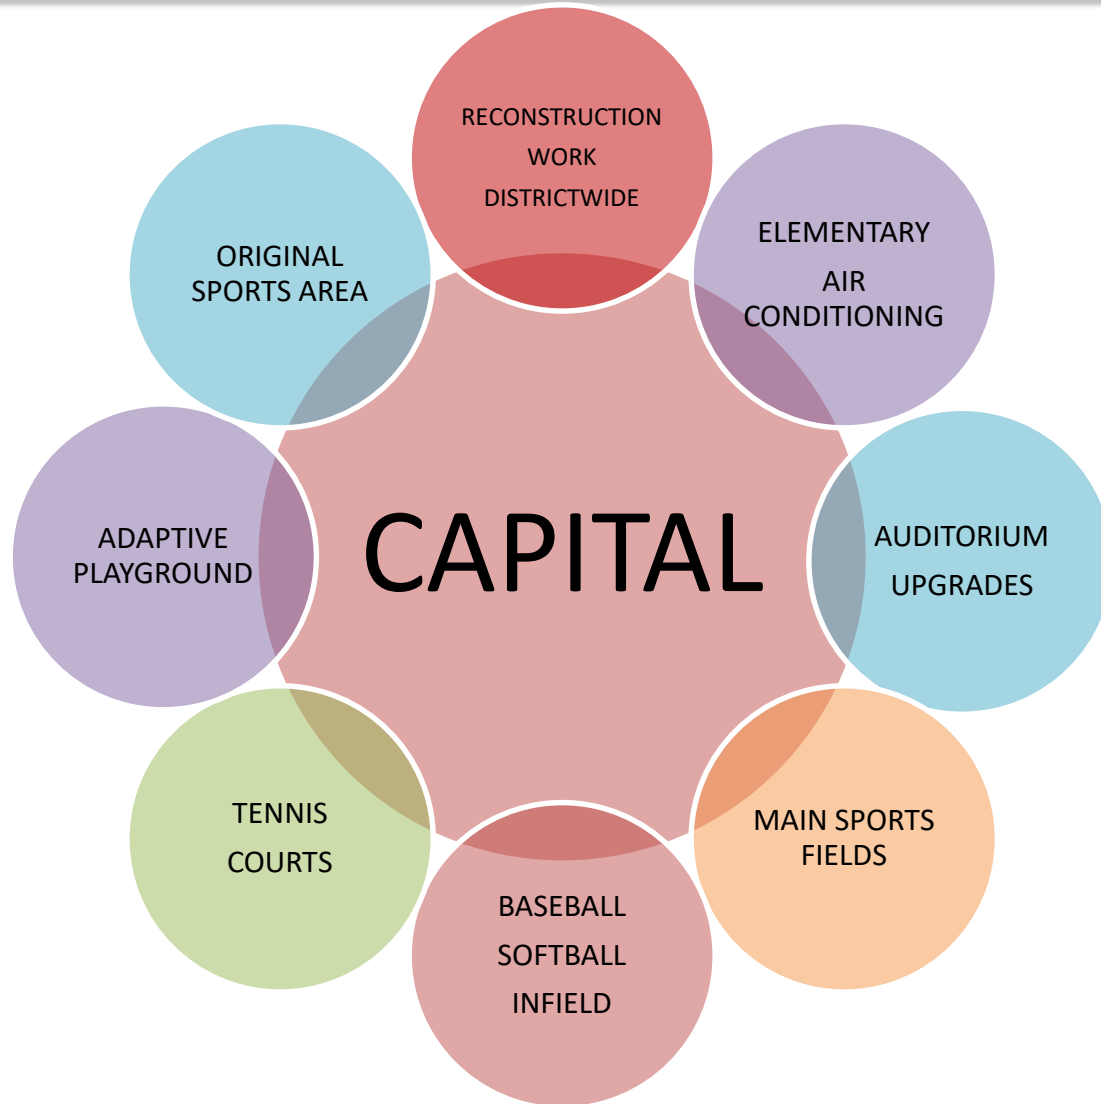 RECONSTRUCTION
WORK
DISTRICTWIDE
ELEMENTARY
AIR
CONDITIONING
AUDITORIUM
UPGRADES
MAIN SPORTS
FIELDS
BASEBALL
SOFTBALL
INFIELD
TENNIS
COURTS
ADAPTIVE
PLAYGROUND
ORIGINAL
SPORTS AREA
CAPITAL